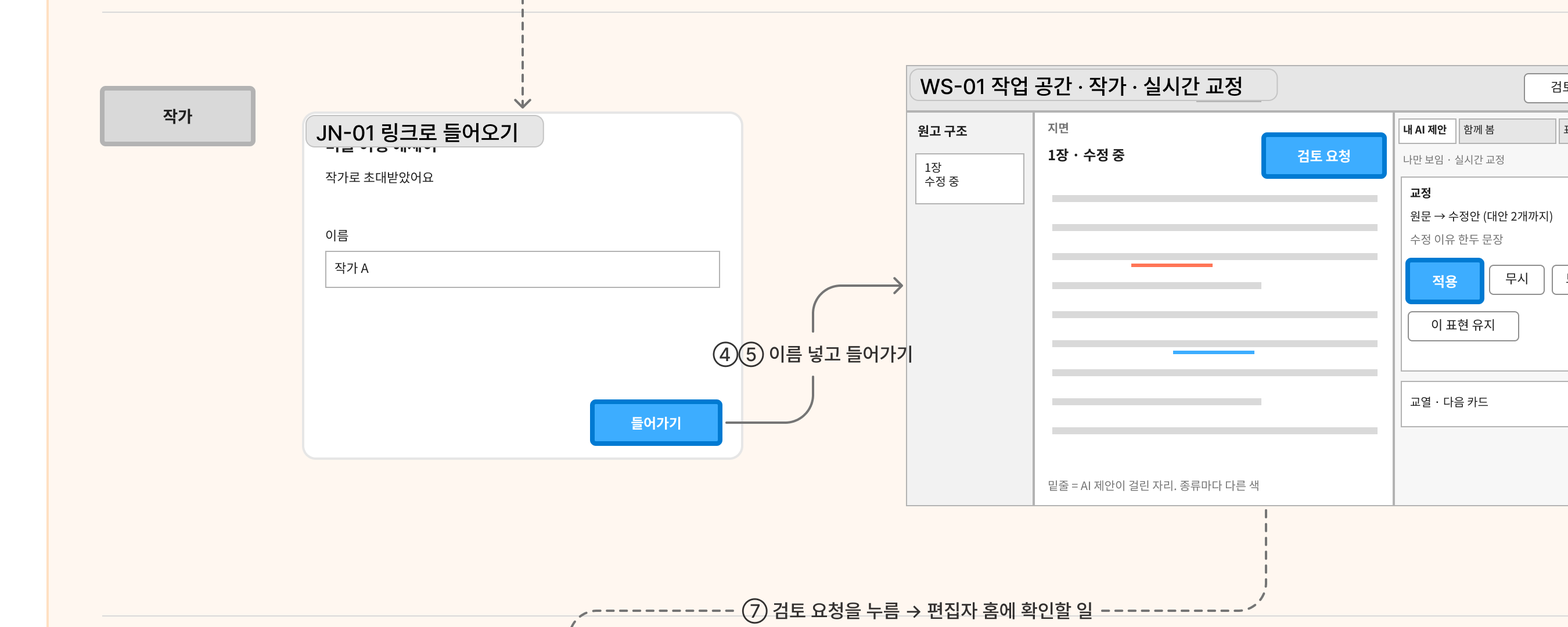 작가
JN-01 링크로 들어오기
작가로 초대받았어요
이름
작가 A
들어가기
④⑤ 이름 넣고 들어가기
WS-01 작업 공간 · 작가 · 실시간 교정
원고 구조
1장
수정 중
지면
1장 · 수정 중
검토 요청
밑줄 = AI 제안이 걸린 자리. 종류마다 다른 색
내 AI 제안
함께 봄
나만 보임 · 실시간 교정
교정
원문 → 수정안 (대안 2개까지)
수정 이유 한두 문장
적용
무시
이 표현 유지
교열 · 다음 카드
⑦ 검토 요청을 누름 → 편집자 홈에 확인할 일